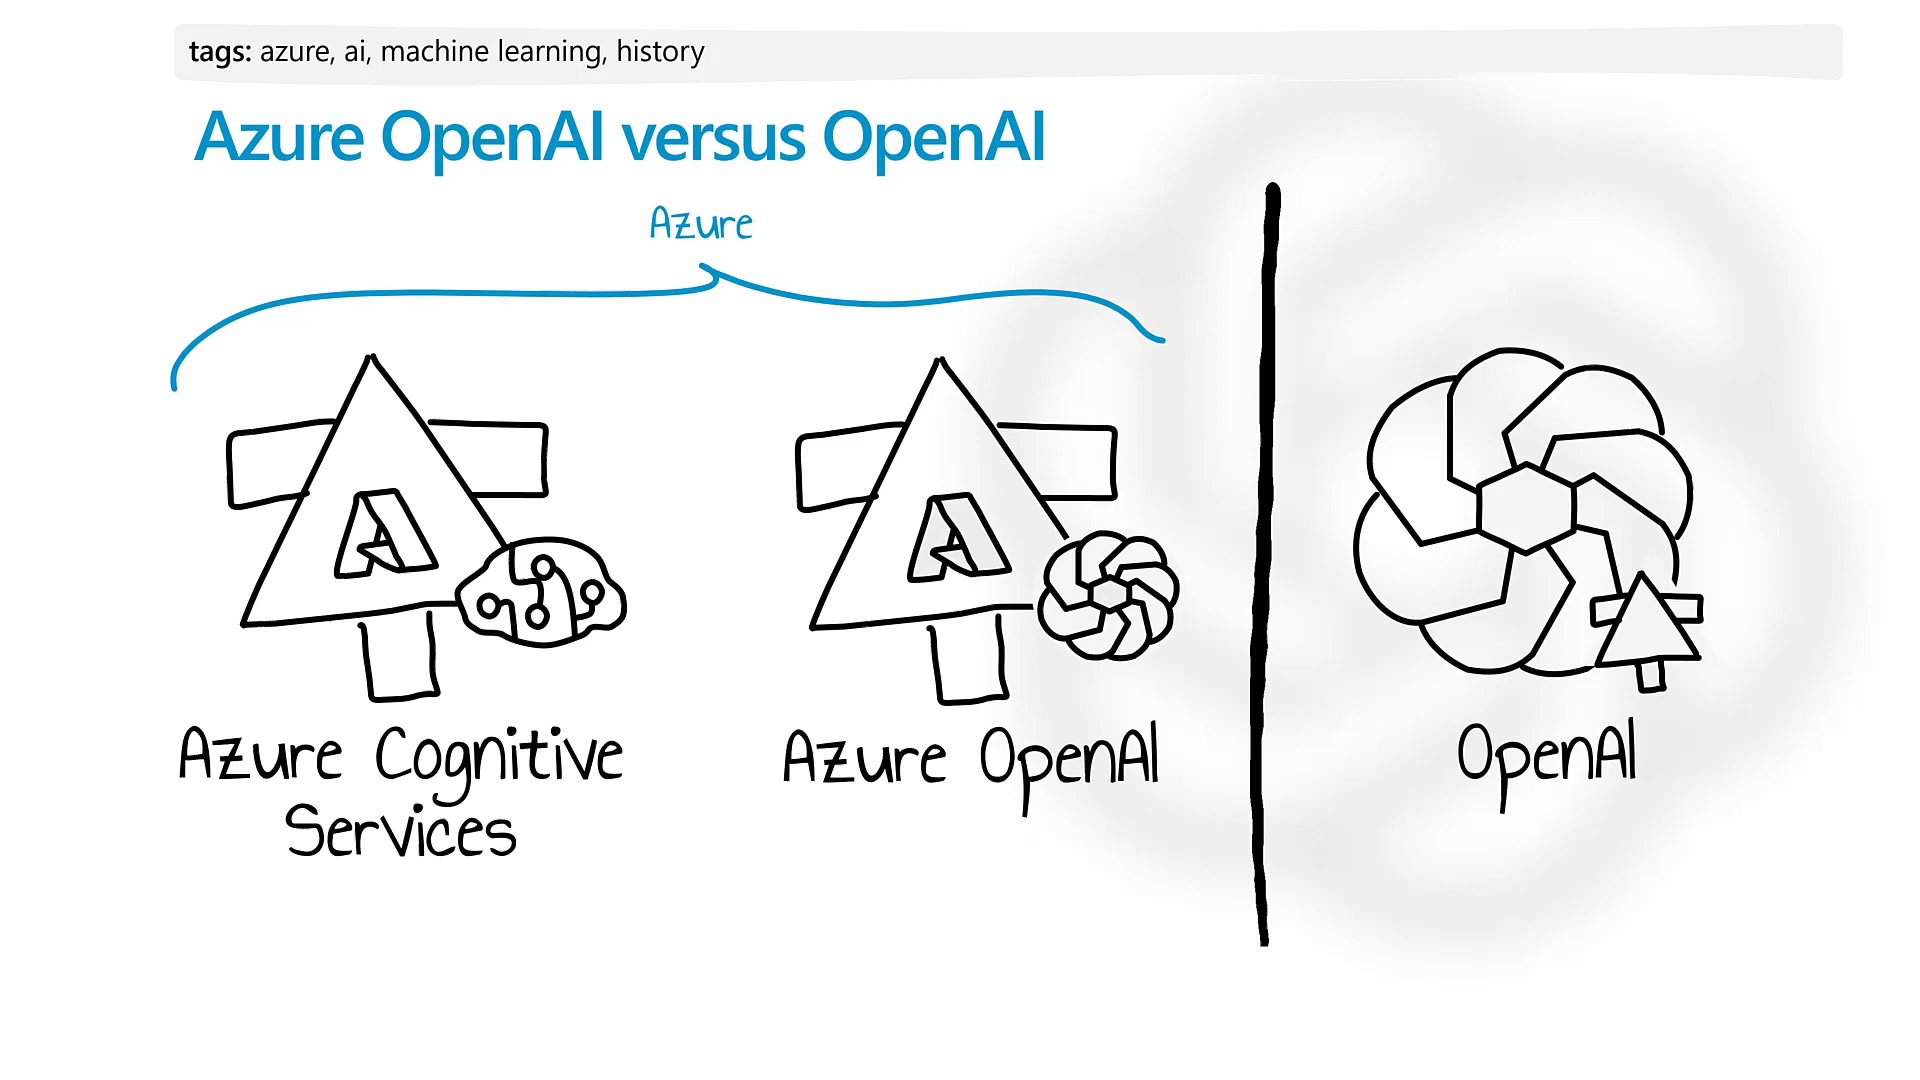 tags: azure, ai, machine learning, history
Azure OpenAI versus OpenAI
Azure
A
A
Azure Cognitive
Services
Azure OpenAI
OpenAI